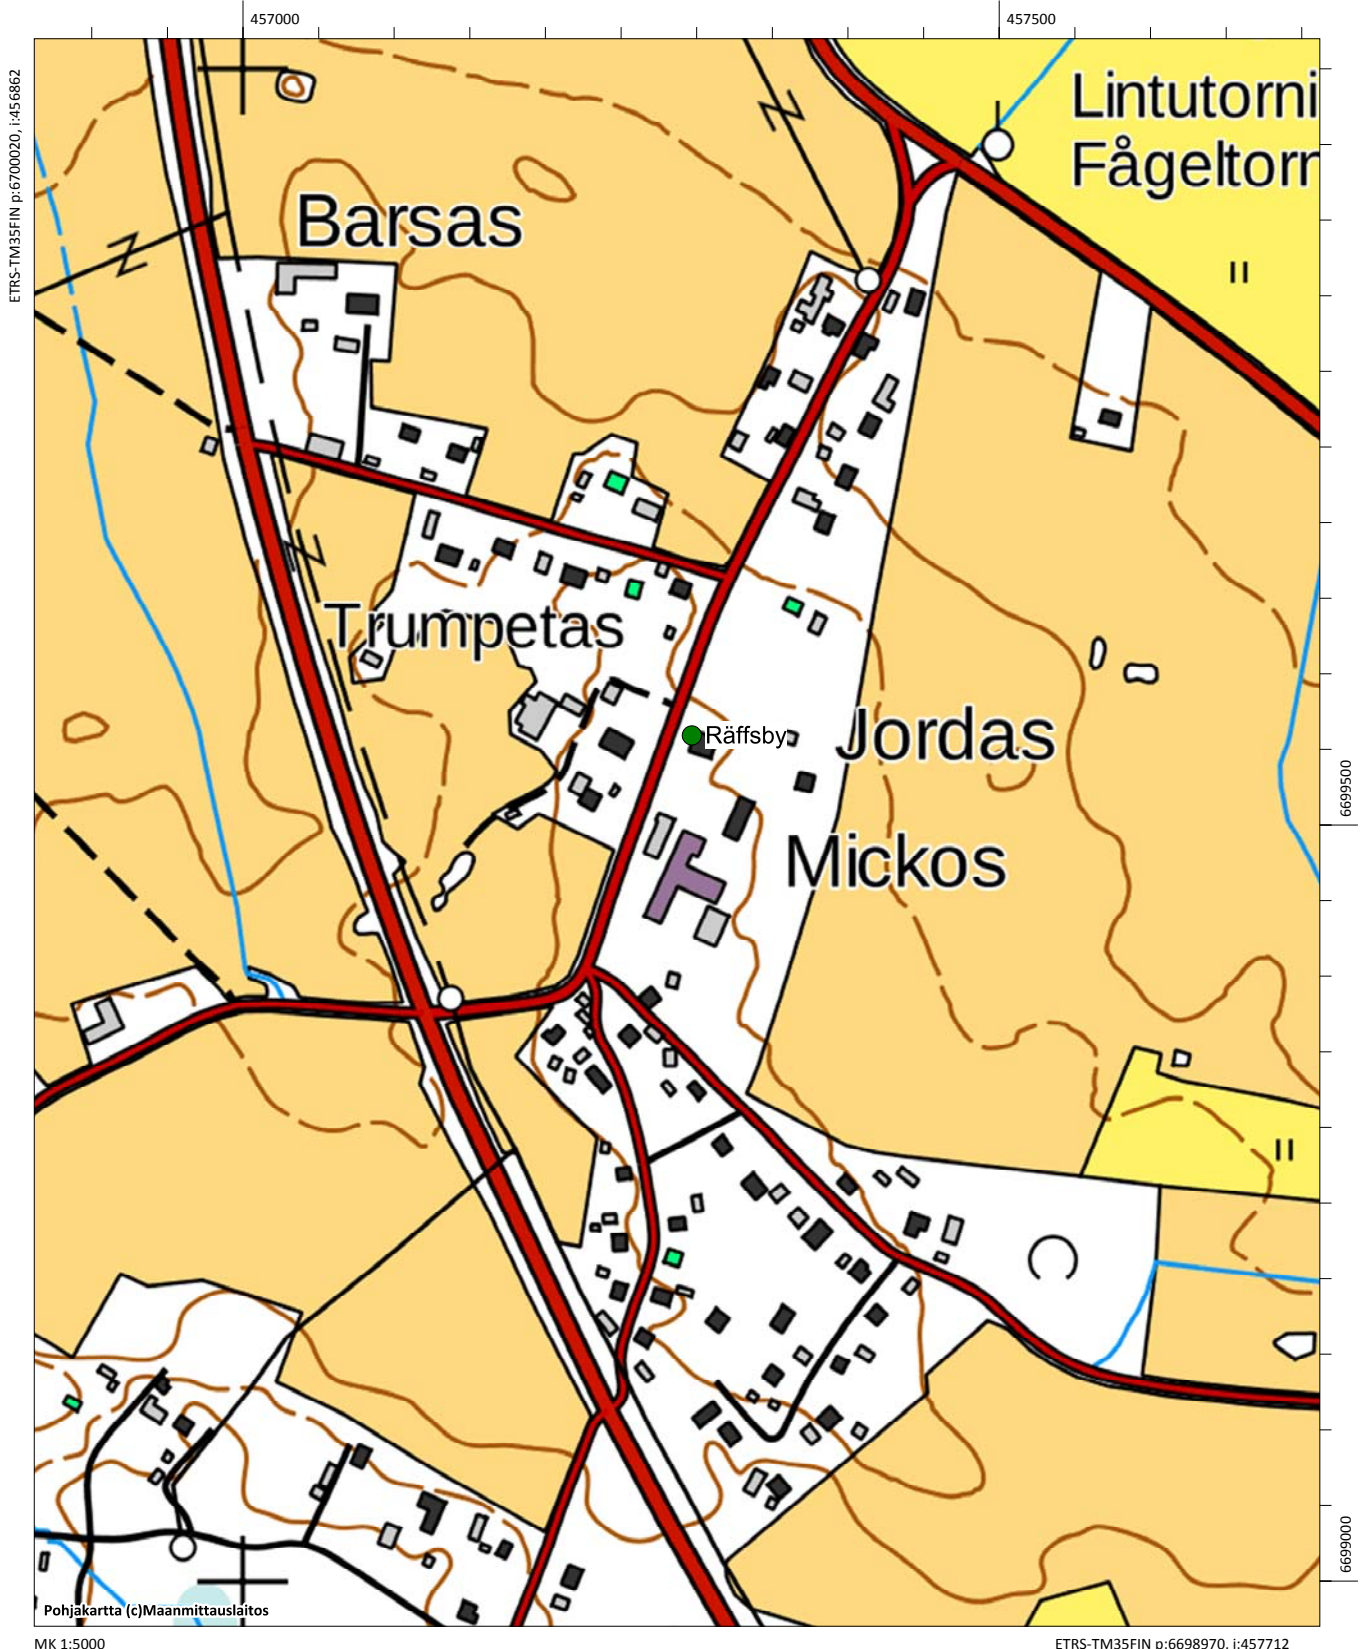 457000 457500
ETRS-TM35FIN p:6700020, i:456862
Lintutorni
Fågeltorn
Barsas
Trumpetas
Räffsby
Jordas
Mickos
6699500
6699000
Pohjakartta (c)Maanmittauslaitos
MK 1:5000
ETRS-TM35FIN p:6698970, i:457712